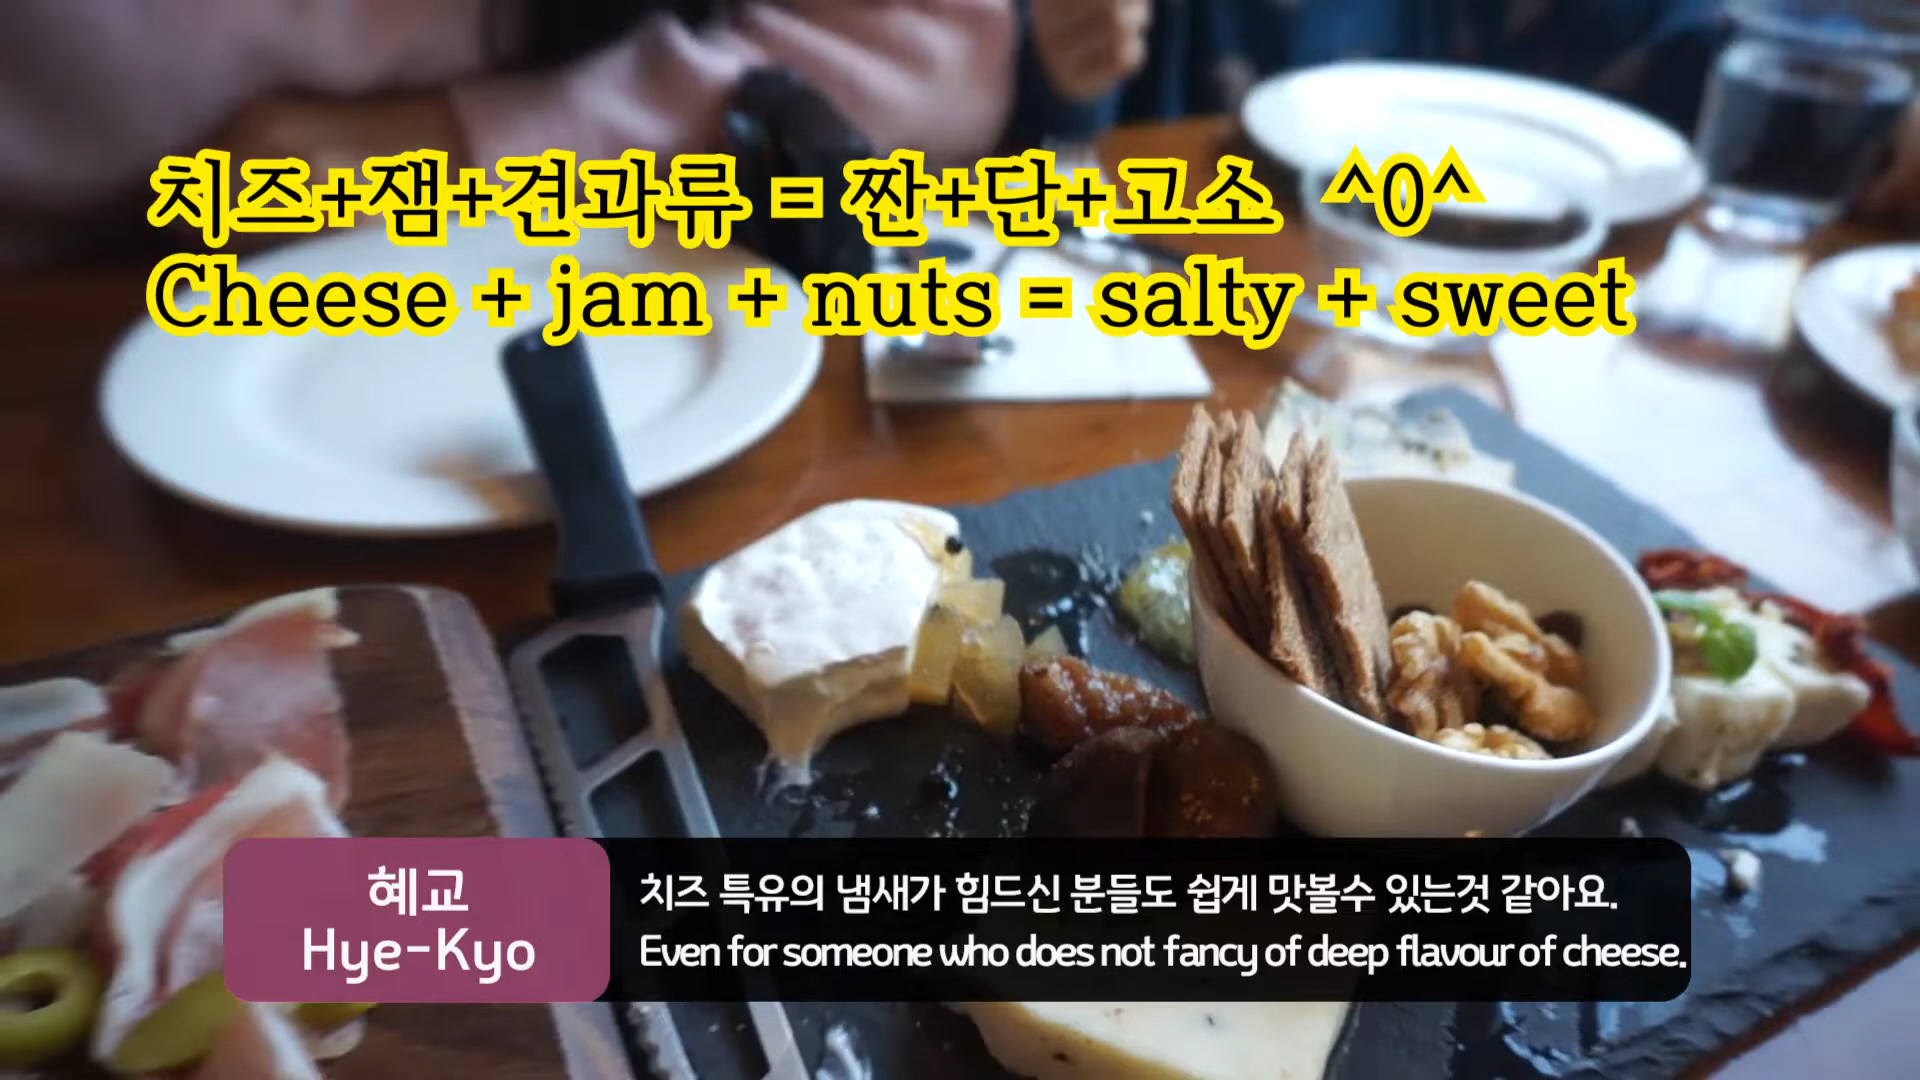 치즈+잼+견과류 = 짠+단+고소 ^0^
Cheese + jam + nuts = salty + sweet
혜교
Hye-Kyo
치즈 특유의 냄새가 힘드신 분들도 쉽게 맛볼수 있는것 같아요.
Even for someone who does not fancy of deep flavour of cheese.